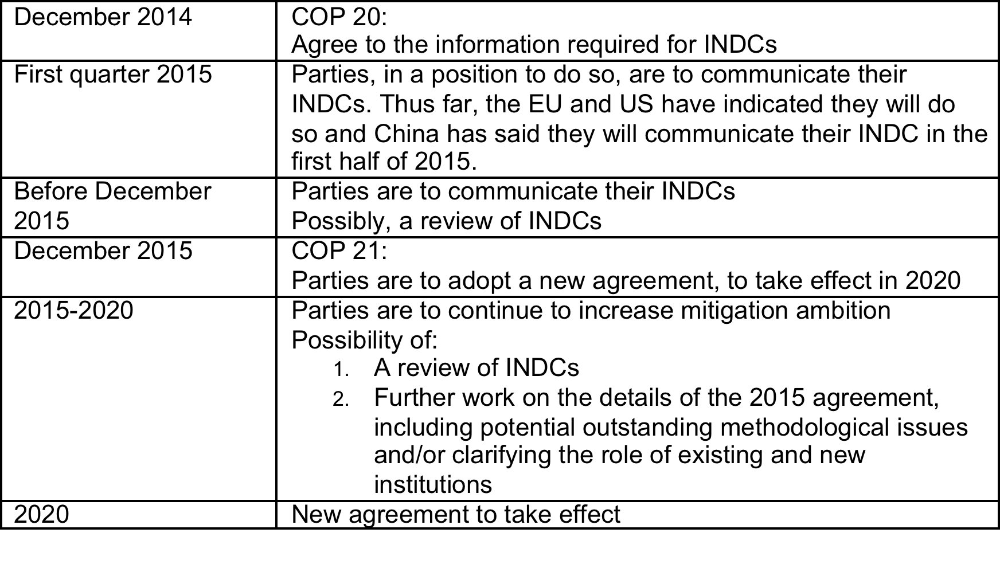 December 2014
COP 20:
Agree to the information required for INDCs
First quarter 2015
Parties, in a position to do so, are to communicate their
INDCs. Thus far, the EU and US have indicated they will do
so and China has said they will communicate their INDC in the
first half of 2015.
Before December
2015
Parties are to communicate their INDCs
Possibly, a review of INDCs
December 2015
COP 21:
Parties are to adopt a new agreement, to take effect in 2020
2015-2020
Parties are to continue to increase mitigation ambition
Possibility of:
1. A review of INDCs
2. Further work on the details of the 2015 agreement,
including potential outstanding methodological issues
and/or clarifying the role of existing and new
institutions
2020
New agreement to take effect